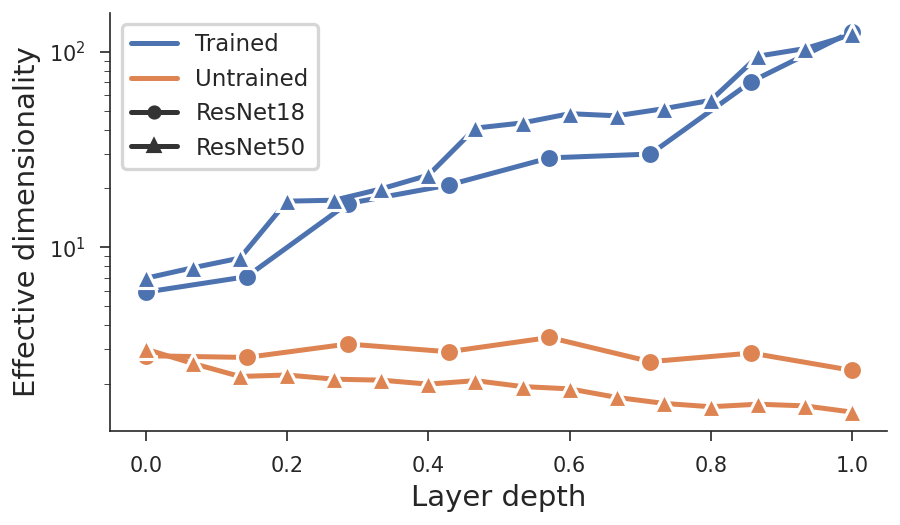 Effective dimensionality
10²
10¹
Trained
Untrained
ResNet18
ResNet50
0.0 0.2 0.4 0.6 0.8 1.0
Layer depth